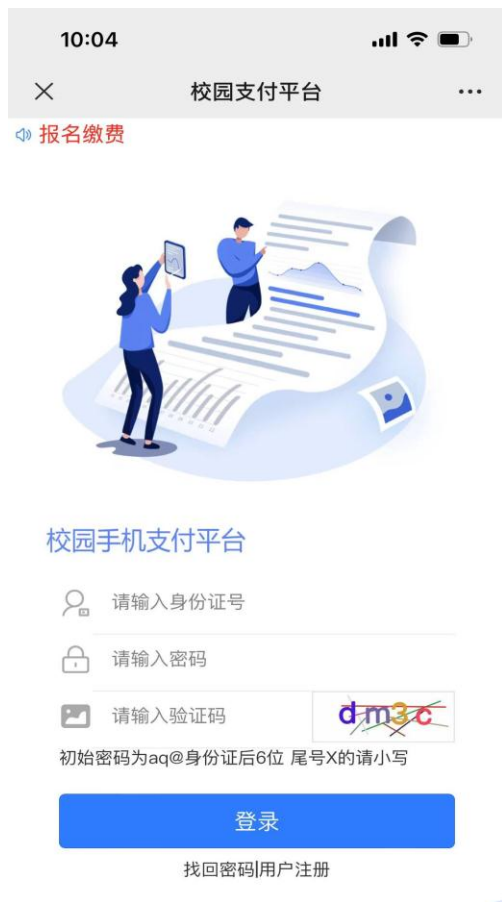 10:04
校园支付平台
报名缴费
校园手机支付平台
请输入身份证号
请输入密码
请输入验证码
dm3c
初始密码为aq@身份证后6位 尾号X的请小写
登录
找回密码|用户注册